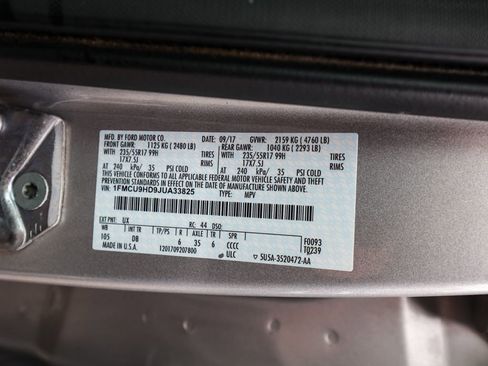 MFD. BY FORD MOTOR CO.
DATE: 09/17 GVWR: 2159 KG ( 4760 LB)
FRONT GAWR: 1125 KG ( 2480 LB) REAR GAWR: 1040 KG ( 2293 LB)
WITH 235/55R17 99H TIRES WITH 235/55R17 99H TIRES
17X7.5J RIMS 17X7.5J RIMS
AT 240 kPa/ 35 PSI COLD AT 240 kPa/ 35 PSI COLD
THIS VEHICLE CONFORMS TO ALL APPLICABLE FEDERAL MOTOR VEHICLE SAFETY AND THEFT
PREVENTION STANDARDS IN EFFECT ON THE DATE OF MANUFACTURE SHOWN ABOVE.
VIN: 1FMCU9HD9JUA33825 TYPE: MPV
EXT PNT: UX RC: 44 DSO:
WB INT TR TP/PS R AXLE TR SPR
105 DB 6 35 6 CCCC F0093
MADE IN U.S.A. 1201709207800 ULC T0239
5U5A-3520472-AA